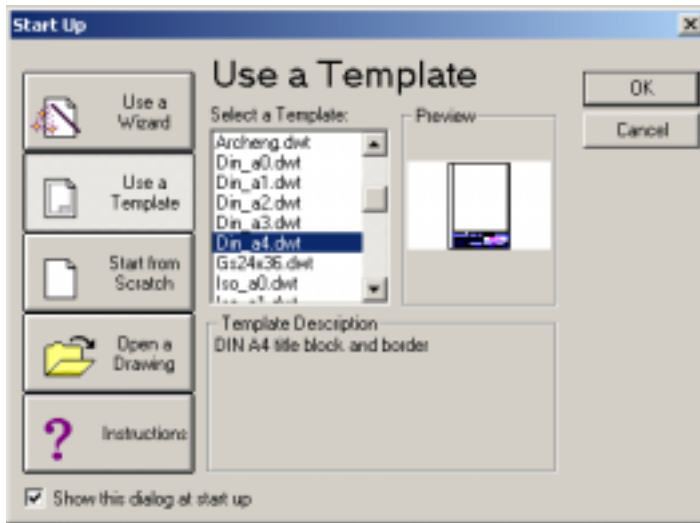 Start Up
Use a
Wizard
Use a
Template
Start from
Scratch
Open a
Drawing
Instructions
Use a Template
Select a Template:
Archeng.dwt
Din_a0.dwt
Din_a1.dwt
Din_a2.dwt
Din_a3.dwt
Din_a4.dwt
Gs24x36.dwt
Iso_a0.dwt
Iso_a1.dwt
Preview
Template Description
DIN A4 title block and border
OK
Cancel
Show this dialog at start up